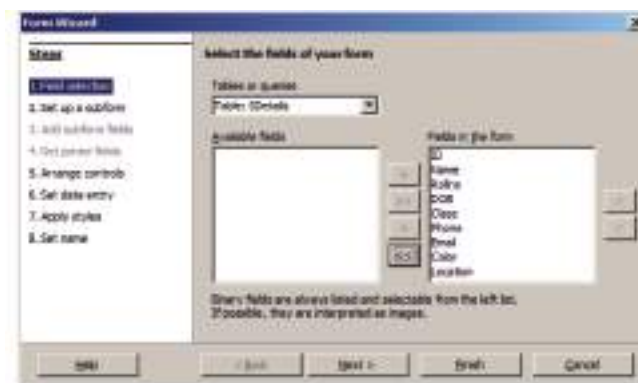 Form Wizard
Steps
1. Field selection
2. Set up a subform
3. Add subform fields
4. Get joined fields
5. Arrange controls
6. Set data entry
7. Apply styles
8. Set name
Select the fields of your form
Tables or queries
Table: SDetails
Available fields
Fields in the form
ID
Name
Rollno
DOB
Class
Phone
Email
Color
Location
Binary fields are always listed and selectable from the left list.
If possible, they are interpreted as images.
Help
< Back
Next >
Finish
Cancel